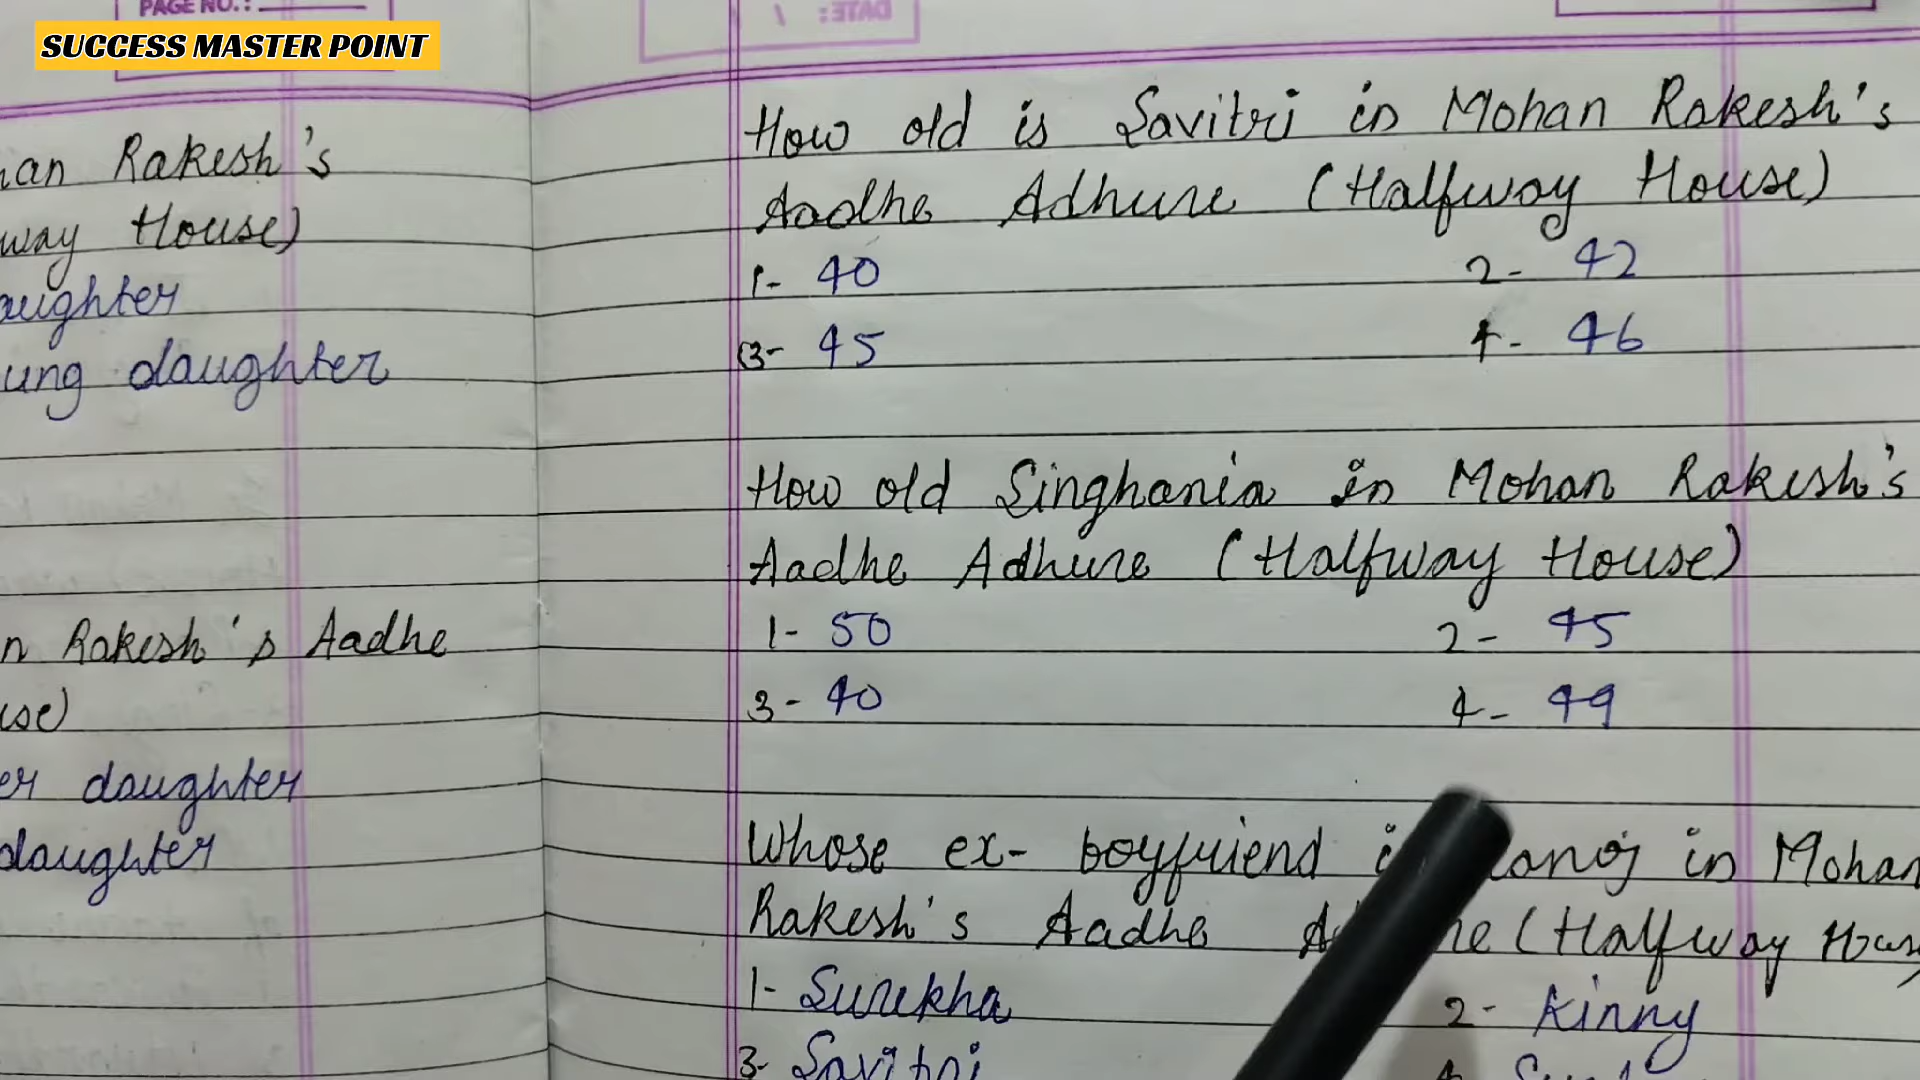 PAGE NO.:
DATE: /
SUCCESS MASTER POINT
an Rakesh's
way House)
aughter
ung daughter
n Rakesh's Aadhe
use)
er daughter
daughter
How old is Savitri in Mohan Rakesh's
Aadhe Adhure (Halfway House)
1- 40 2- 42
3- 45 4- 46
How old Singhania in Mohan Rakesh's
Aadhe Adhure (Halfway House)
1- 50 2- 45
3- 40 4- 49
Whose ex-boyfriend in Mohan
Rakesh's Aadhe (Halfway
1- Surekha 2- Kinny
3- Savitri